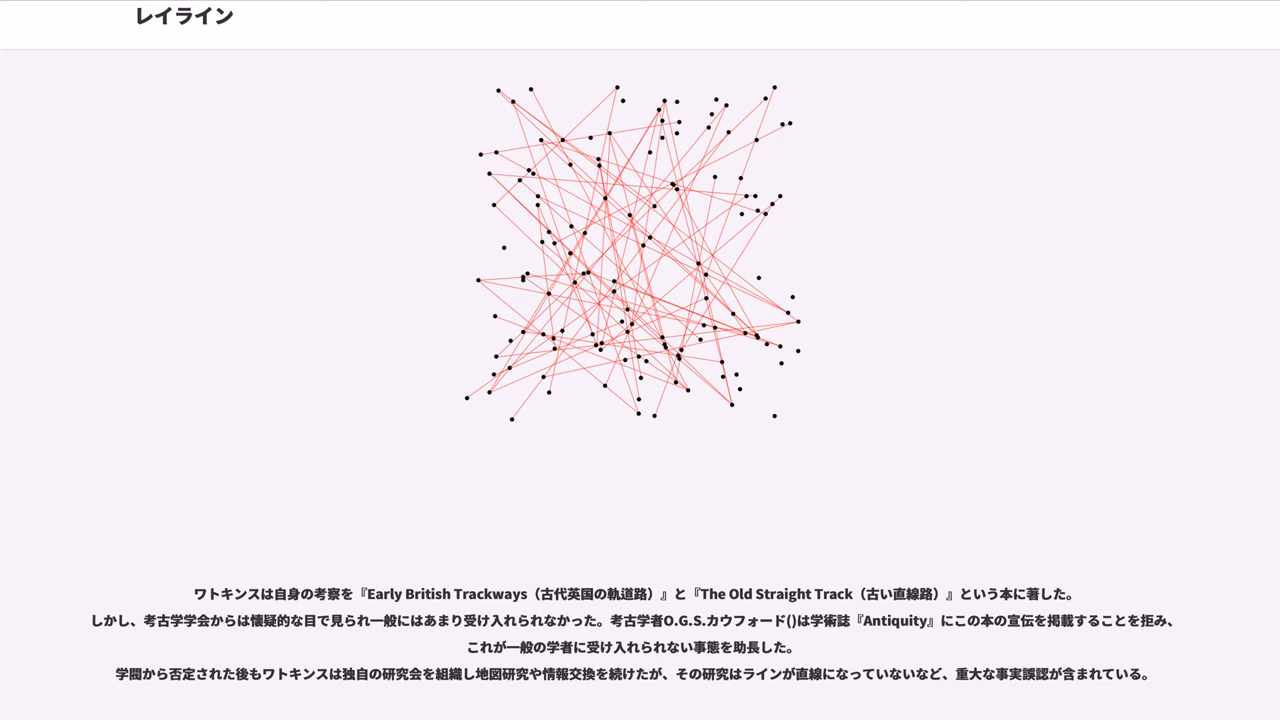 レイライン
ワトキンスは自身の考察を『Early British Trackways（古代英国の軌道路）』と『The Old Straight Track（古い直線路）』という本に著した。
しかし、考古学学会からは懐疑的な目で見られ一般にはあまり受け入れられなかった。考古学者O.G.S.カウフォード()は学術誌『Antiquity』にこの本の宣伝を掲載することを拒み、
これが一般の学者に受け入れられない事態を助長した。
学閥から否定された後もワトキンスは独自の研究会を組織し地図研究や情報交換を続けたが、その研究はラインが直線になっていないなど、重大な事実誤認が含まれている。